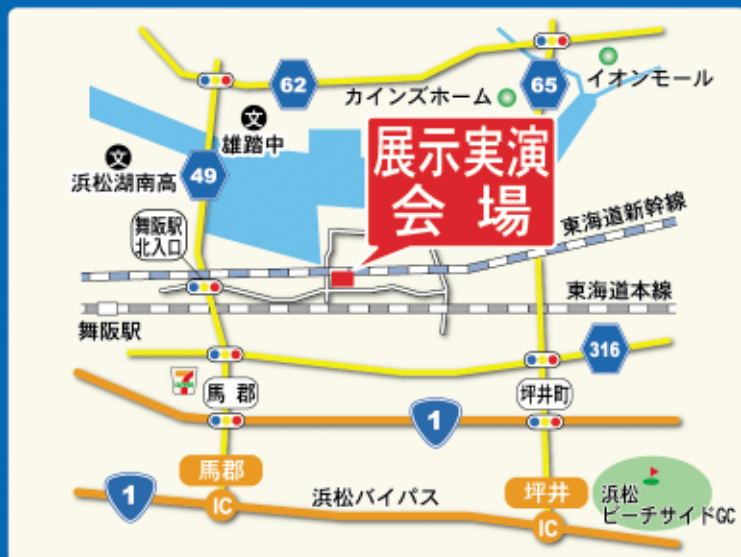 62
カインズホーム
65
イオンモール
文
雄踏中
文
浜松湖南高
49
展示実演
会場
舞阪駅
北入口
東海道新幹線
東海道本線
舞阪駅
316
7
馬郡
坪井町
1
馬郡
IC
1
浜松バイパス
坪井
IC
浜松
ビーチサイドGC